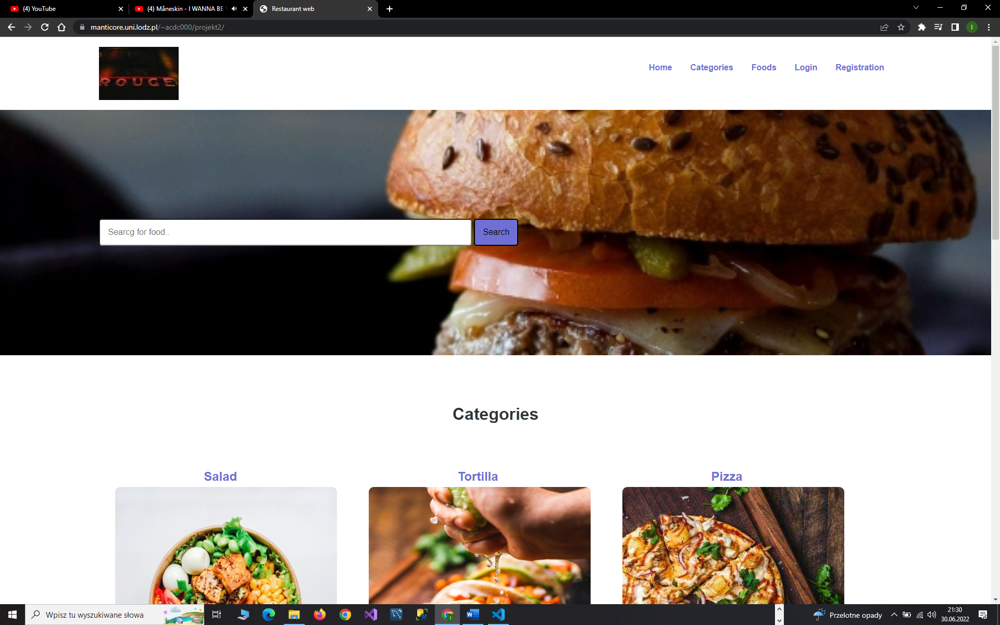 (4) YouTube
(4) Måneskin - I WANNA BE
Restaurant web
manticore.uni.lodz.pl/~acdc000/projekt2/
I
ROUGE
Home
Categories
Foods
Login
Registration
Searcg for food..
Search
Categories
Salad
Tortilla
Pizza
Wpisz tu wyszukiwane słowa
Przelotne opady
21:30
30.06.2022